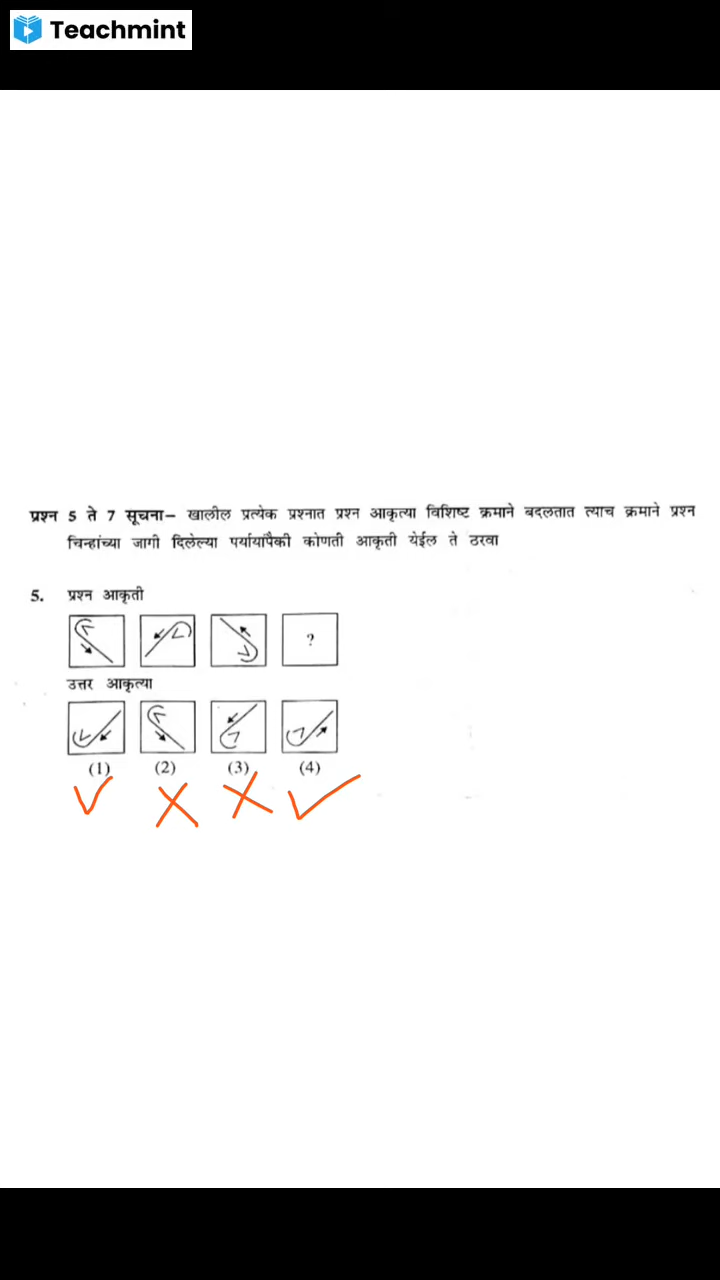 Teachmint
प्रश्न 5 ते 7 सूचना– खालील प्रत्येक प्रश्नात प्रश्न आकृत्या विशिष्ट क्रमाने बदलतात त्याच क्रमाने प्रश्न
चिन्हांच्या जागी दिलेल्या पर्यायांपैकी कोणती आकृती येईल ते ठरवा
5. प्रश्न आकृती
?
उत्तर आकृत्या
(1) (2) (3) (4)